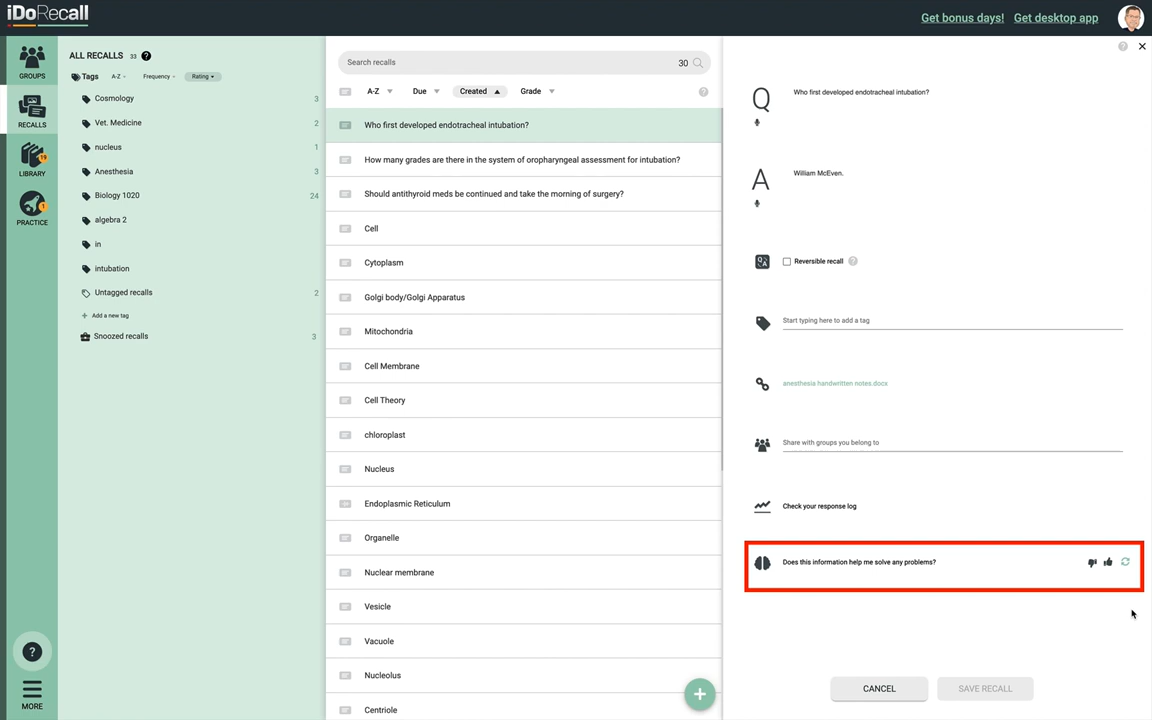 iDoRecall
Get bonus days! Get desktop app
GROUPS
RECALLS
19
LIBRARY
1
PRACTICE
?
MORE
ALL RECALLS 33 ?
Tags A-Z Frequency Rating
Cosmology 3
Vet. Medicine 2
nucleus 1
Anesthesia 3
Biology 1020 24
algebra 2
in
intubation
Untagged recalls 2
+ Add a new tag
Snoozed recalls 3
Search recalls 30
A-Z Due Created Grade ?
Who first developed endotracheal intubation?
How many grades are there in the system of oropharyngeal assessment for intubation?
Should antithyroid meds be continued and take the morning of surgery?
Cell
Cytoplasm
Golgi body/Golgi Apparatus
Mitochondria
Cell Membrane
Cell Theory
chloroplast
Nucleus
Endoplasmic Reticulum
Organelle
Nuclear membrane
Vesicle
Vacuole
Nucleolus
Centriole
+
? ×
Q Who first developed endotracheal intubation?
A William McEven.
Q A Reversible recall ?
Start typing here to add a tag
anesthesia handwritten notes.docx
Share with groups you belong to
Check your response log
Does this information help me solve any problems?
CANCEL SAVE RECALL